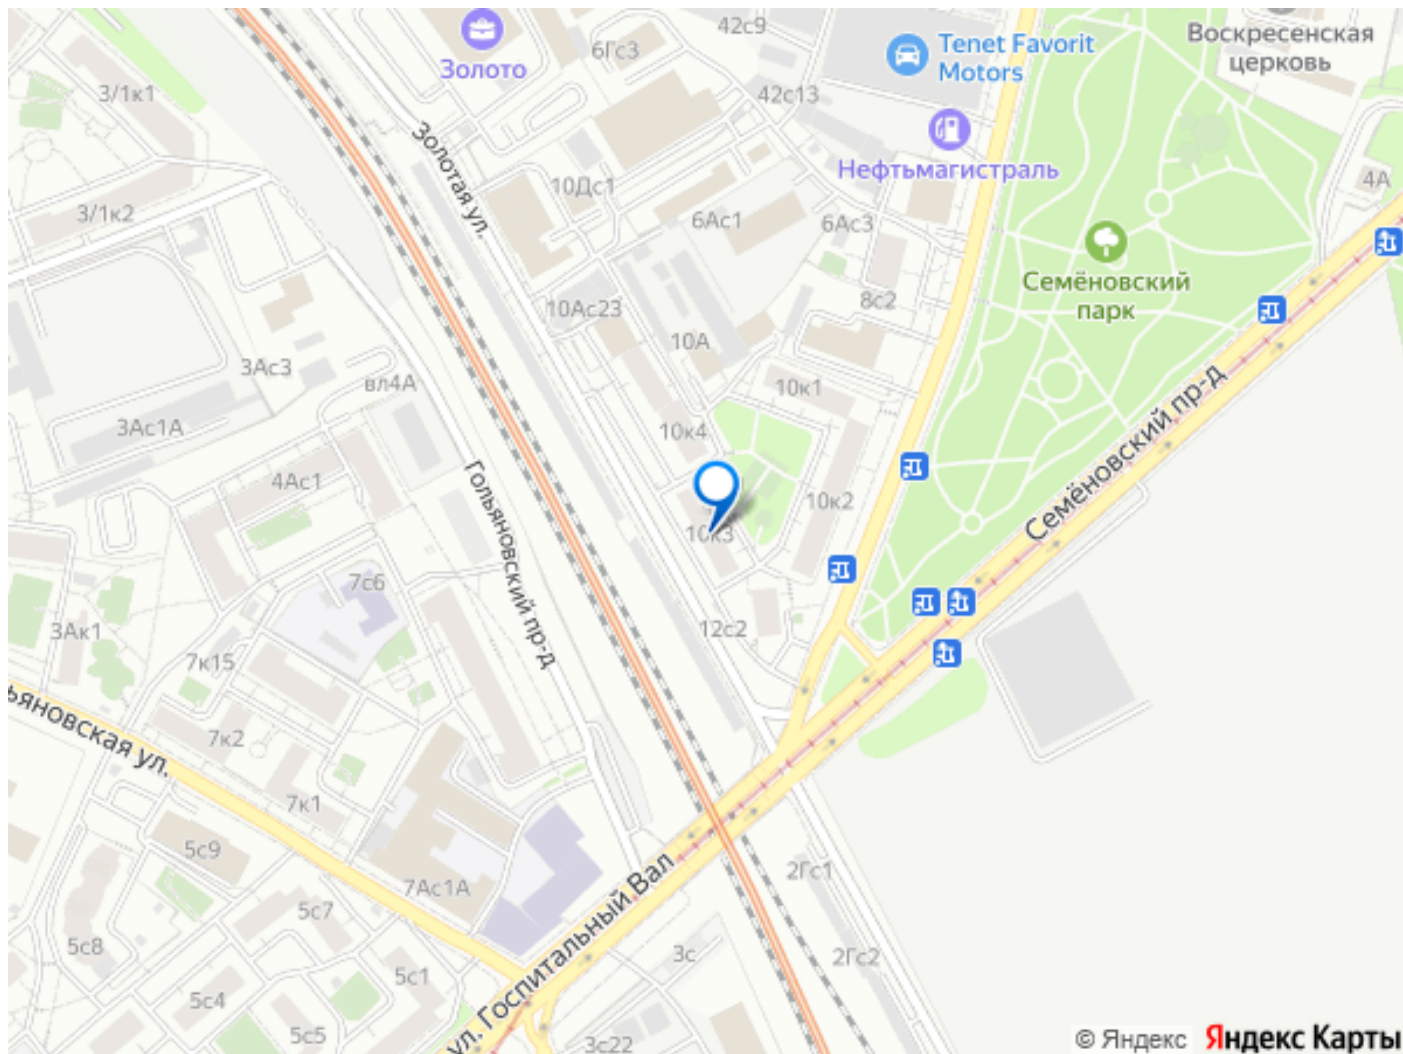 42с9
Воскресенская
церковь
6Гс3
Tenet Favorit
Motors
Золото
3/1к1
42с13
Золотая ул.
Нефтьмагистраль
4А
10Дс1
3/1к2
6Ас1
6Ас3
Семёновский
парк
8с2
10Ас23
10А
3Ас3
вл4А
10к1
Семёновский пр-д
3Ас1А
10к4
4Ас1
10к2
Гольяновский пр-д
10к3
7с6
3Ак1
12с2
7к15
ьяновская ул.
7к2
7к1
5с9
2Гс1
7Ас1А
ул. Госпитальный Вал
5с7
5с8
3с
2Гс2
5с1
5с4
5с5
3с22
© Яндекс Яндекс Карты